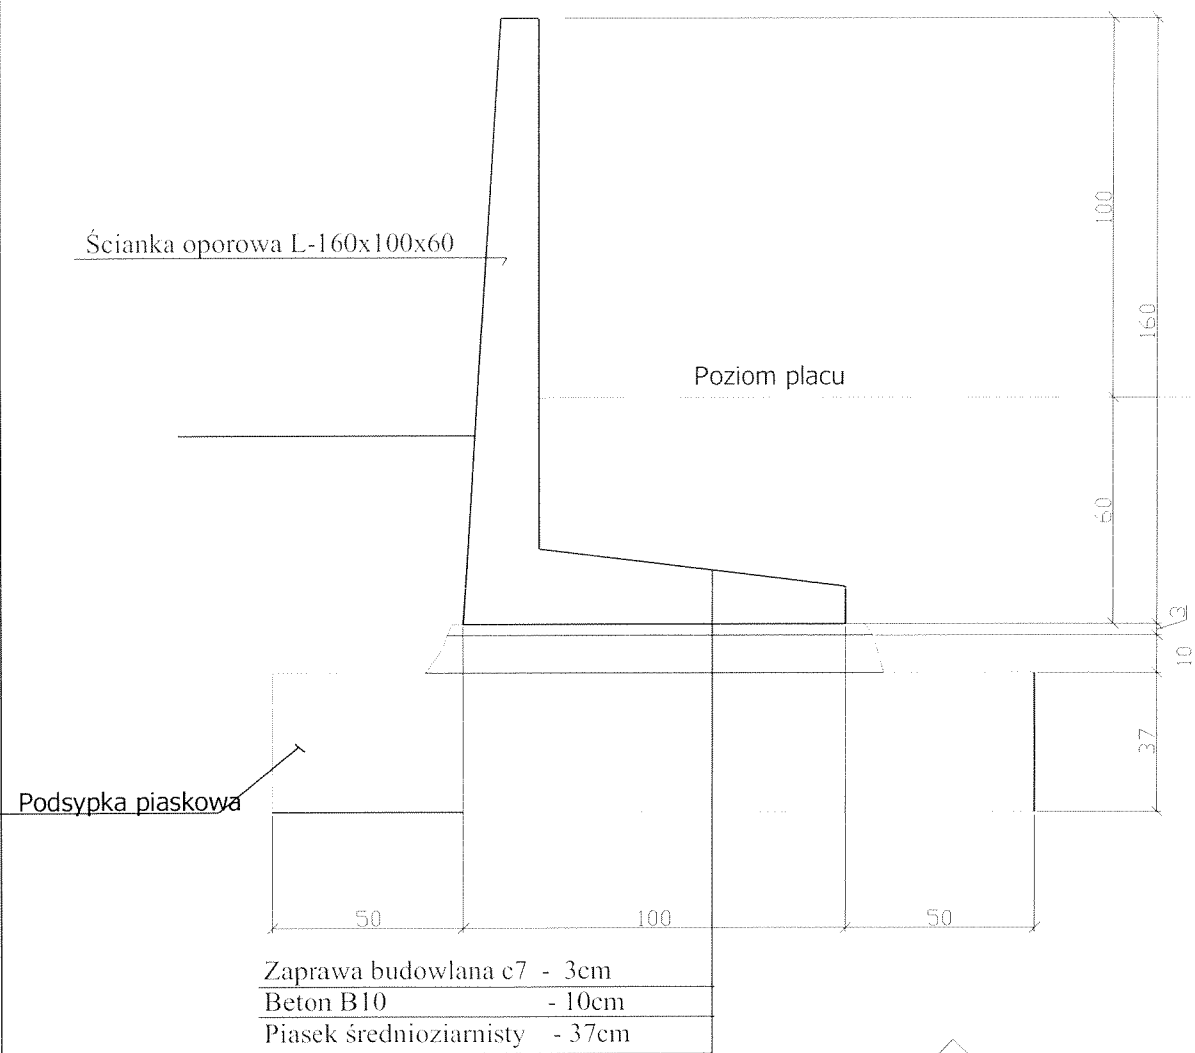 100
160
Ścianka oporowa L-160x100x60
Poziom placu
60
3
10
37
Podsypka piaskowa
50
100
50
Zaprawa budowlana c7 - 3cm
Beton B10 - 10cm
Piasek średnioziarnisty - 37cm